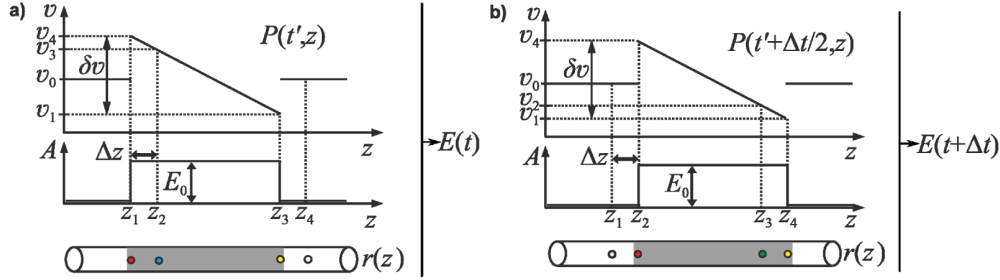 a)
v
P(t',z)
v₄
v₃
δv
v₀
v₁
z
A
Δz
E₀
z₁ z₂ z₃ z₄ z
r(z)
E(t)
b)
v
P(t'+Δt/2,z)
v₄
δv
v₀
v₂
v₁
z
A
Δz
E₀
z₁ z₂ z₃ z₄ z
r(z)
E(t+Δt)